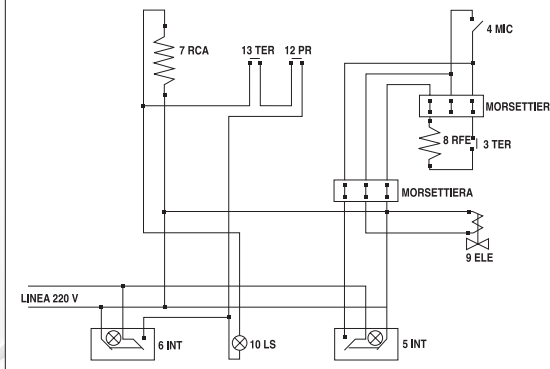 4 MIC
7 RCA
13 TER 12 PR
MORSETTIER
8 RFE
3 TER
MORSETTIERA
9 ELE
LINEA 220 V
6 INT
10 LS
5 INT